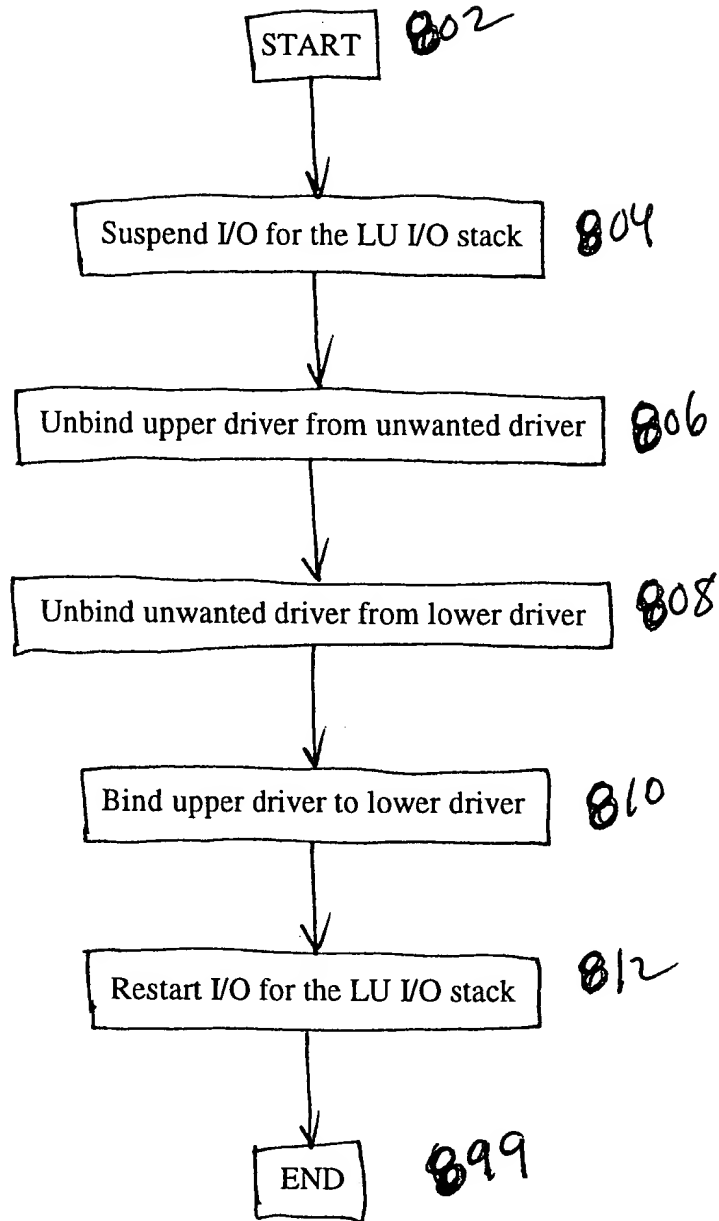 START 802
Suspend I/O for the LU I/O stack 804
Unbind upper driver from unwanted driver 806
Unbind unwanted driver from lower driver 808
Bind upper driver to lower driver 810
Restart I/O for the LU I/O stack 812
END 899